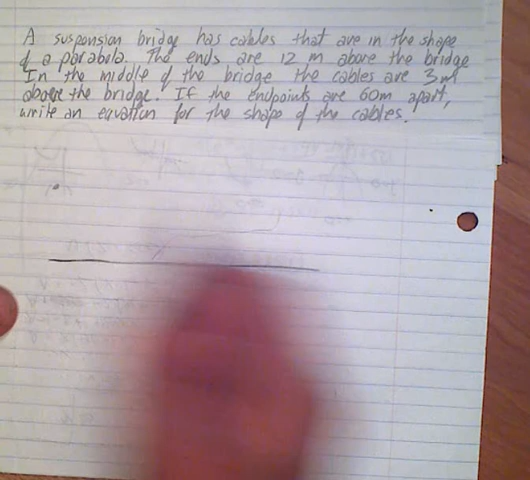 A suspension bridge has cables that are in the shape
of a parabola. The ends are 12 m above the bridge
In the middle of the bridge the cables are 3m
above the bridge. If the endpoints are 60m apart,
write an equation for the shape of the cables.